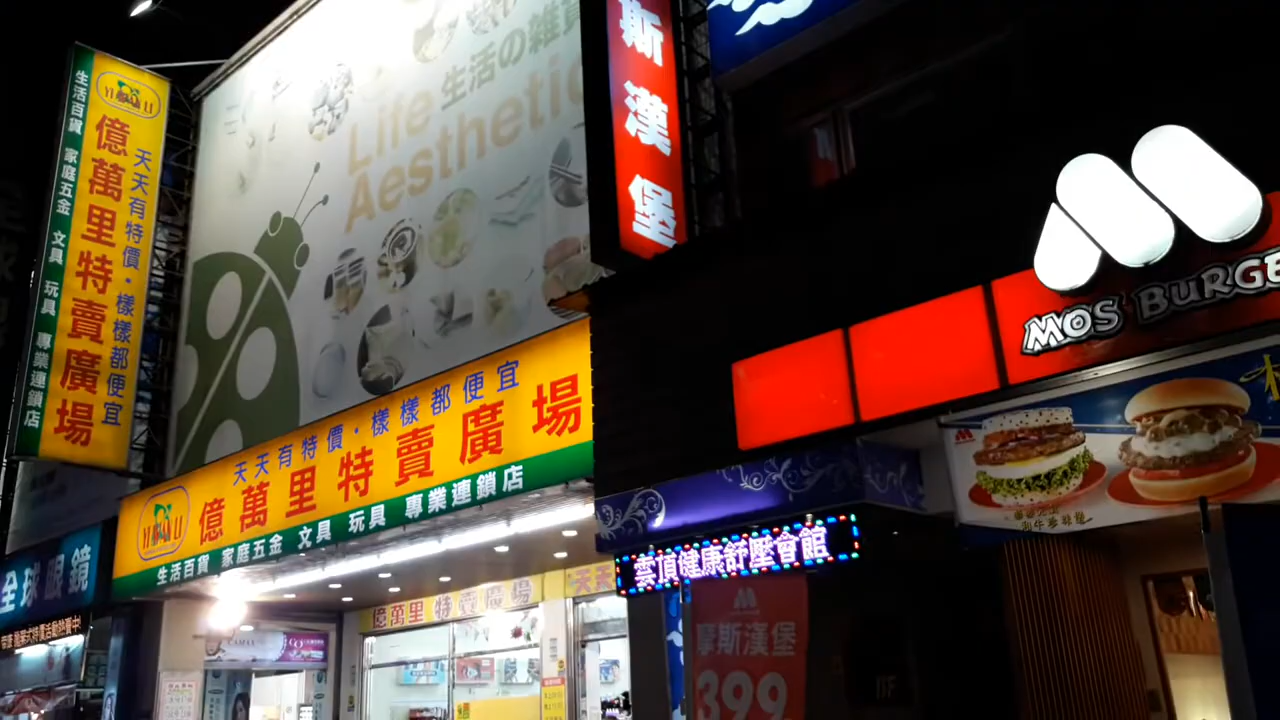 YIWANLI
億萬里特賣廣場
天天有特價·樣樣都便宜
生活百貨 家庭五金 文具 玩具 專業連鎖店
生活の雜貨
Life
Aesthetic
斯漢堡
MOS BURGE
天天有特價·樣樣都便宜
億萬里特賣廣場
生活百貨 家庭五金 文具 玩具 專業連鎖店
全球眼鏡
雲頂健康舒壓會館
億萬里 特賣廣場
天天
摩斯漢堡
399